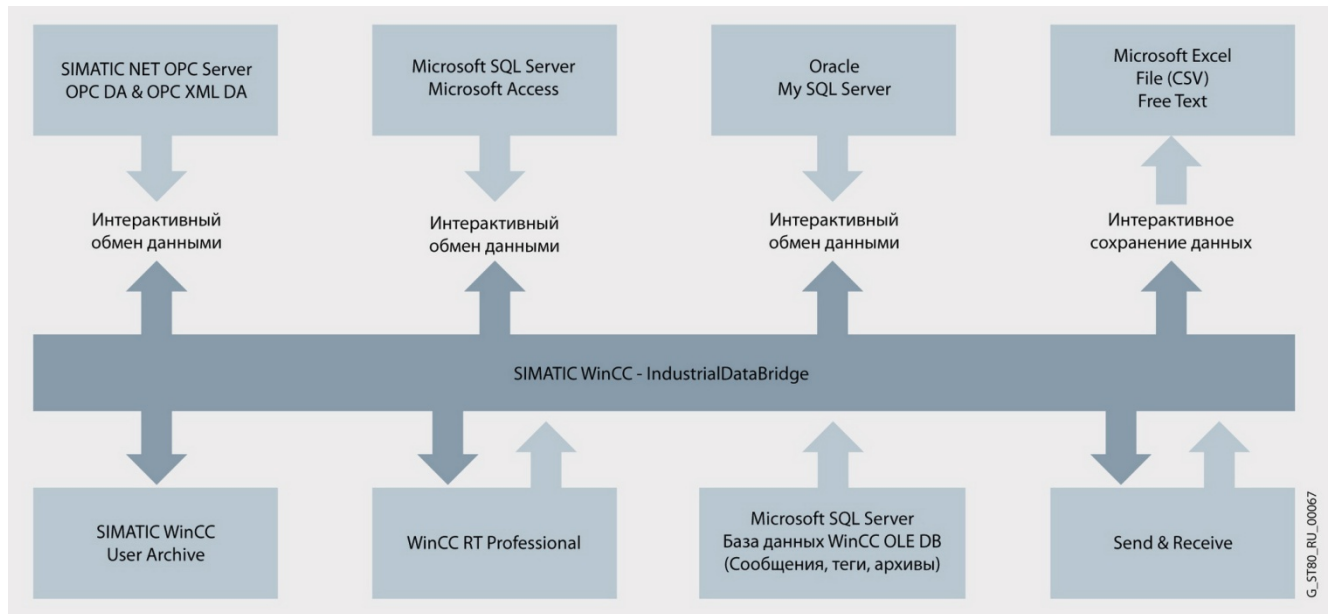 SIMATIC NET OPC Server
OPC DA & OPC XML DA
Microsoft SQL Server
Microsoft Access
Oracle
My SQL Server
Microsoft Excel
File (CSV)
Free Text
Интерактивный
обмен данными
Интерактивный
обмен данными
Интерактивный
обмен данными
Интерактивное
сохранение данных
SIMATIC WinCC - IndustrialDataBridge
SIMATIC WinCC
User Archive
WinCC RT Professional
Microsoft SQL Server
База данных WinCC OLE DB
(Сообщения, теги, архивы)
Send & Receive
G_ST80_RU_00067